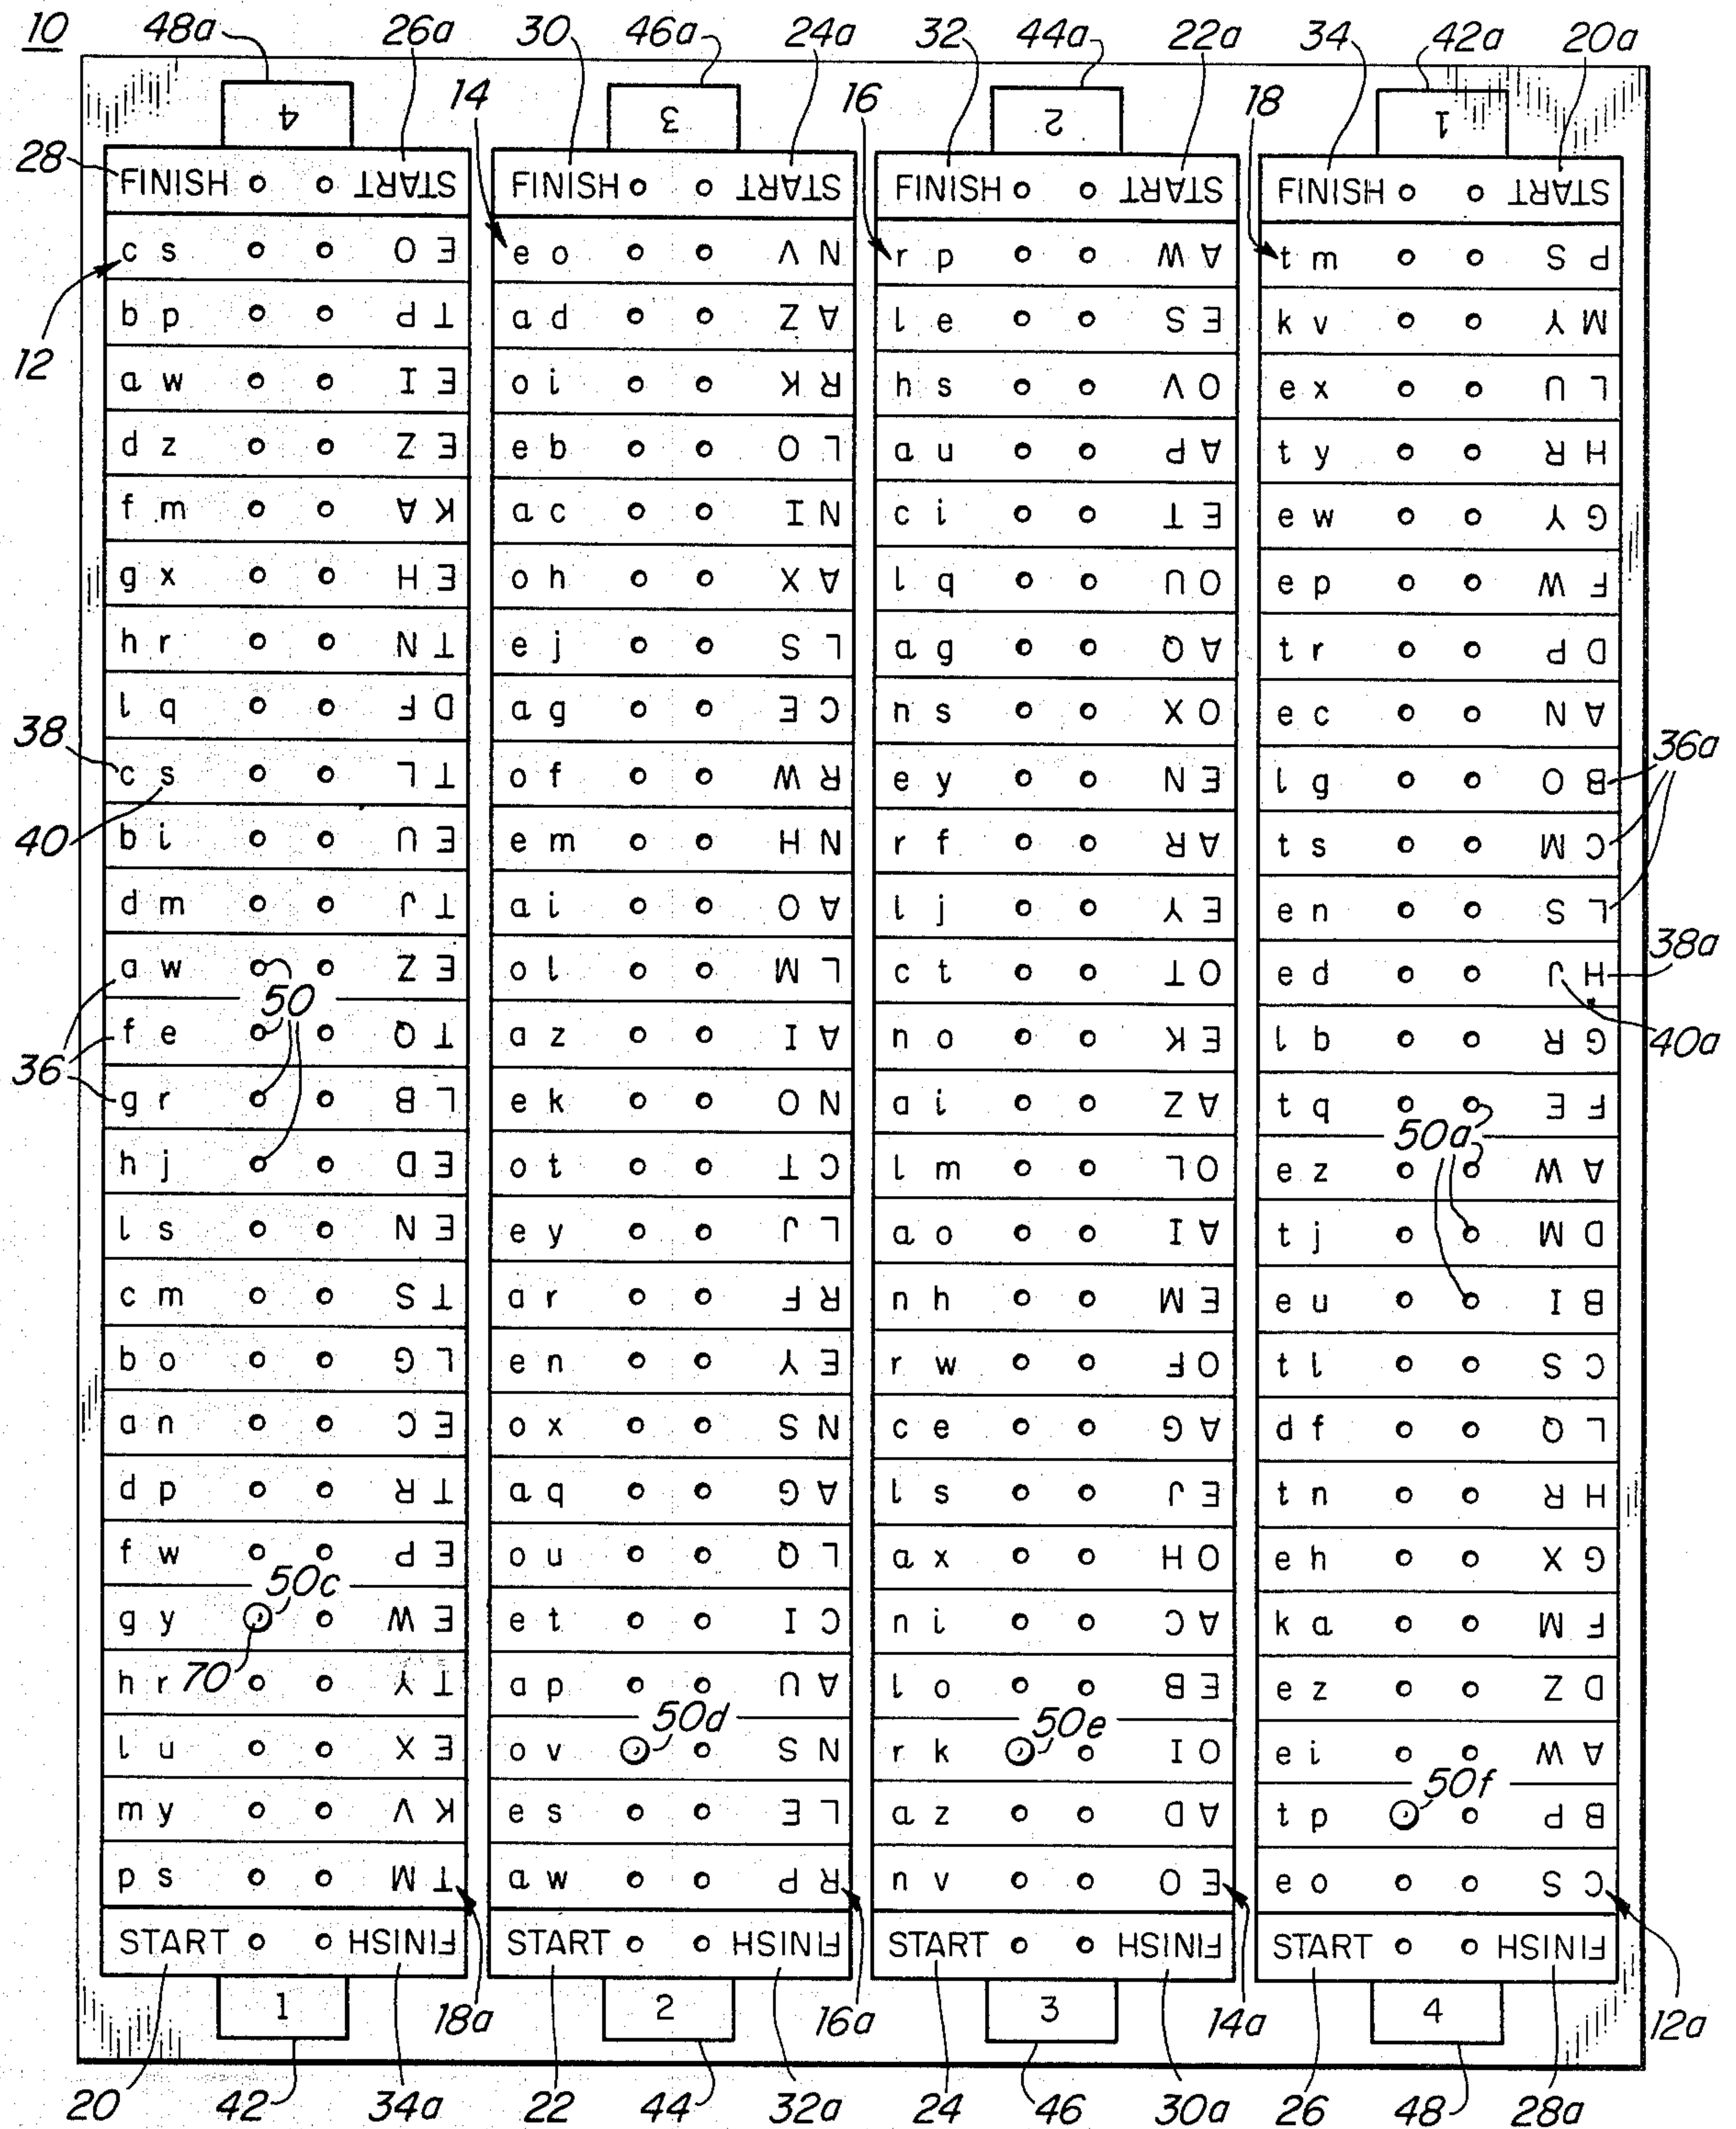 10 48a 26a 30 46a 24a 32 44a 22a 34 42a 20a
14 16 18
4 3 2 1
28 FINISH START FINISH START FINISH START FINISH START
c s E O e o N V r p A W t m P S
12 b p T P a d A Z l e E S k v M Y
a w E I o i R K h s O V e x L U
d z E Z e b L O a u A P t y H R
f m K A a c N I c i E T e w G Y
g x E H o h A X l q O U e p F W
h r T N e j L S a g A Q t r D P
l q D F a g C E n s O X e c A N
38 c s T L o f R W e y E N l g B O 36a
40 b i E U e m N H r f A R t s C M
d m T J a i A O l j E Y e n L S
a w E Z o l L M c t O T e d H J 38a
50
36 f e T Q a z A I n o E K l b G R 40a
g r L B e k N O a i A Z t q F E
50a
h j E D o t C T l m O L e z A W
l s E N e y L J a o A I t j D M
c m T S a r R F n h E M e u B I
b o L G e n E Y r w O F t l C S
a n E C o x N S c e A G d f L Q
d p T R a q A G l s E J t n H R
f w E P o u L Q a x O H e h G X
50c
g y E W e t C I n i A C k a F M
h r 70 T Y a p A U l o E B e z D Z
50d 50e
l u E X o v N S r k O I e i A W
50f
m y K V e s L E a z A D t p B P
p s T M a w R P n v E O e o C S
START FINISH START FINISH START FINISH START FINISH
1 18a 2 16a 3 14a 4 12a
20 42 34a 22 44 32a 24 46 30a 26 48 28a